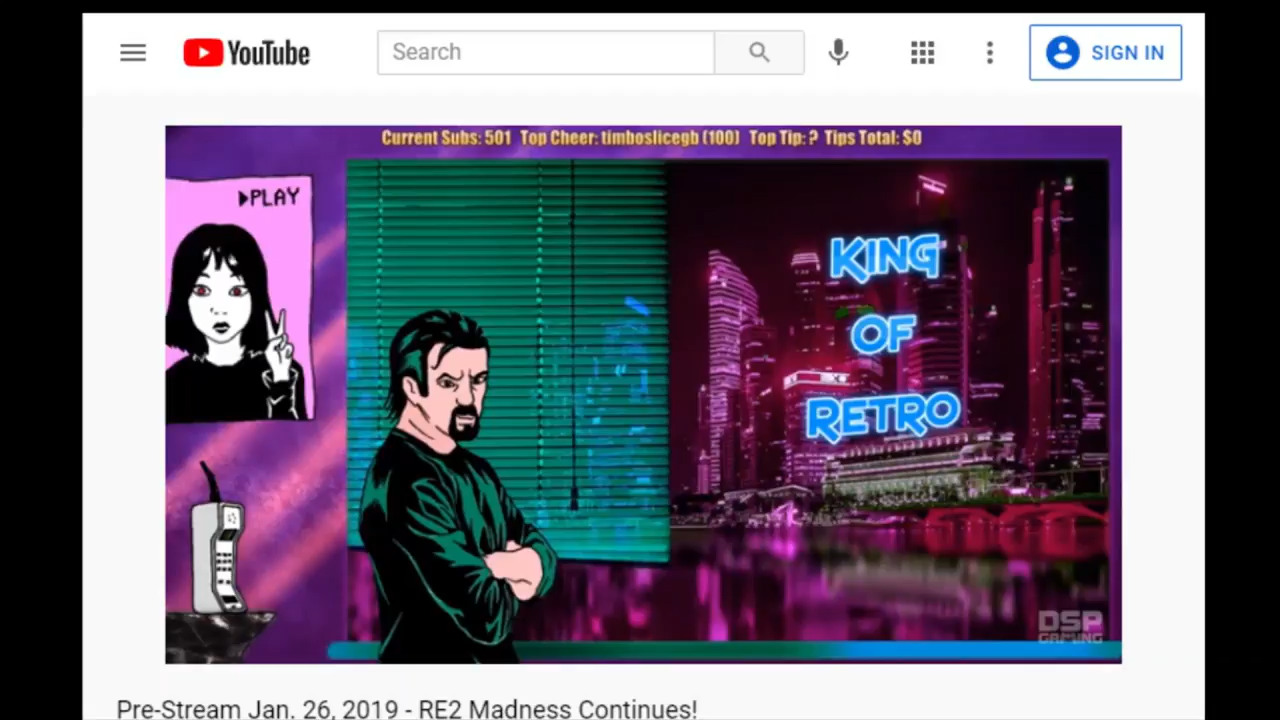 YouTube
Search
SIGN IN
Current Subs: 501 Top Cheer: timboslicegb (100) Top Tip: ? Tips Total: $0
PLAY
KING
OF
RETRO
DSP
GAMING
Pre-Stream Jan. 26, 2019 - RE2 Madness Continues!